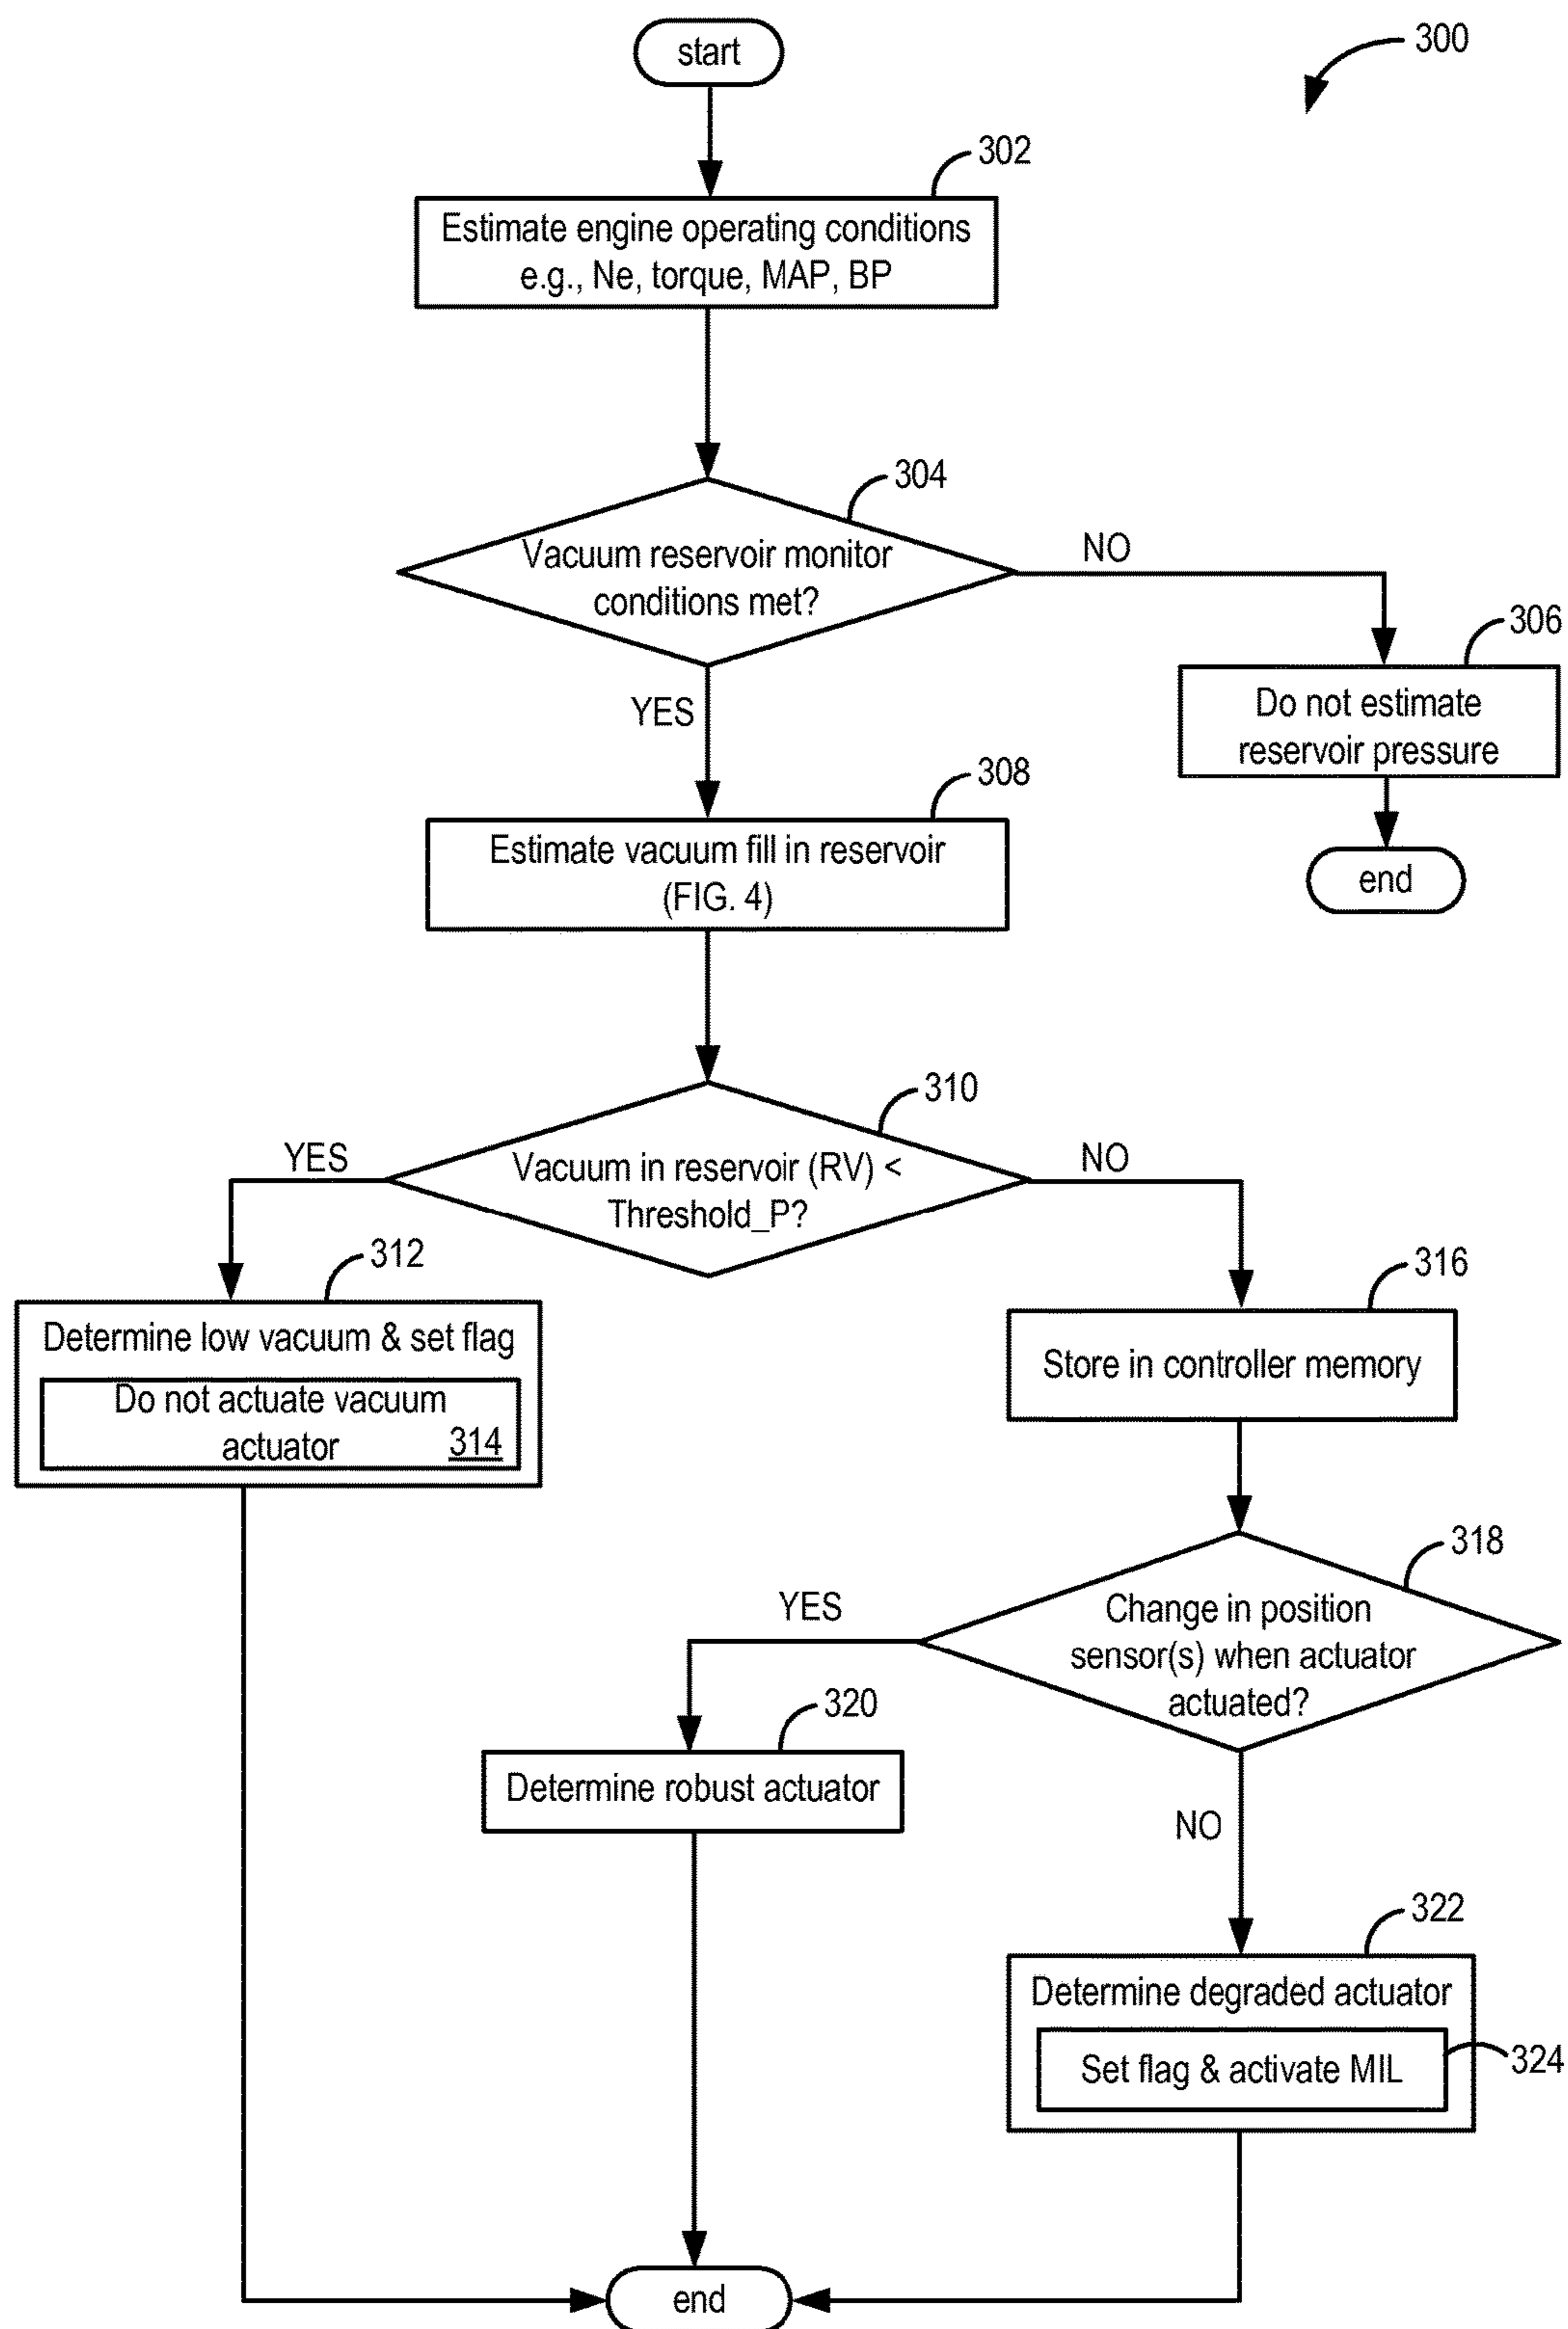 start
300
302
Estimate engine operating conditions
e.g., Ne, torque, MAP, BP
304
Vacuum reservoir monitor
conditions met?
NO
YES
306
Do not estimate
reservoir pressure
end
308
Estimate vacuum fill in reservoir
(FIG. 4)
310
Vacuum in reservoir (RV) <
Threshold_P?
YES
NO
312
Determine low vacuum & set flag
Do not actuate vacuum
actuator 314
316
Store in controller memory
318
Change in position
sensor(s) when actuator
actuated?
YES
NO
320
Determine robust actuator
322
Determine degraded actuator
Set flag & activate MIL
324
end